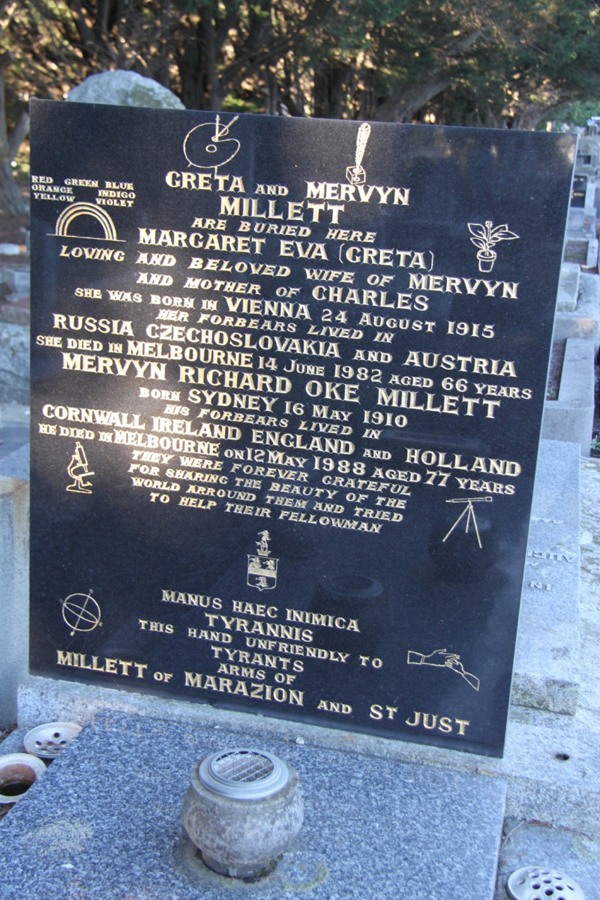 RED GREEN BLUE
ORANGE INDIGO
YELLOW VIOLET
GRETA AND MERVYN
MILLETT
ARE BURIED HERE
MARGARET EVA (GRETA)
LOVING AND BELOVED WIFE OF MERVYN
AND MOTHER OF CHARLES
SHE WAS BORN IN VIENNA 24 AUGUST 1915
HER FORBEARS LIVED IN
RUSSIA CZECHOSLOVAKIA AND AUSTRIA
SHE DIED IN MELBOURNE 14 JUNE 1982 AGED 66 YEARS
MERVYN RICHARD OKE MILLETT
BORN SYDNEY 16 MAY 1910
HIS FORBEARS LIVED IN
CORNWALL IRELAND ENGLAND AND HOLLAND
HE DIED IN MELBOURNE ON 12 MAY 1988 AGED 77 YEARS
THEY WERE FOREVER GRATEFUL
FOR SHARING THE BEAUTY OF THE
WORLD ARROUND THEM AND TRIED
TO HELP THEIR FELLOWMAN
MANUS HAEC INIMICA
TYRANNIS
THIS HAND UNFRIENDLY TO
TYRANTS
ARMS OF
MILLETT OF MARAZION AND ST JUST